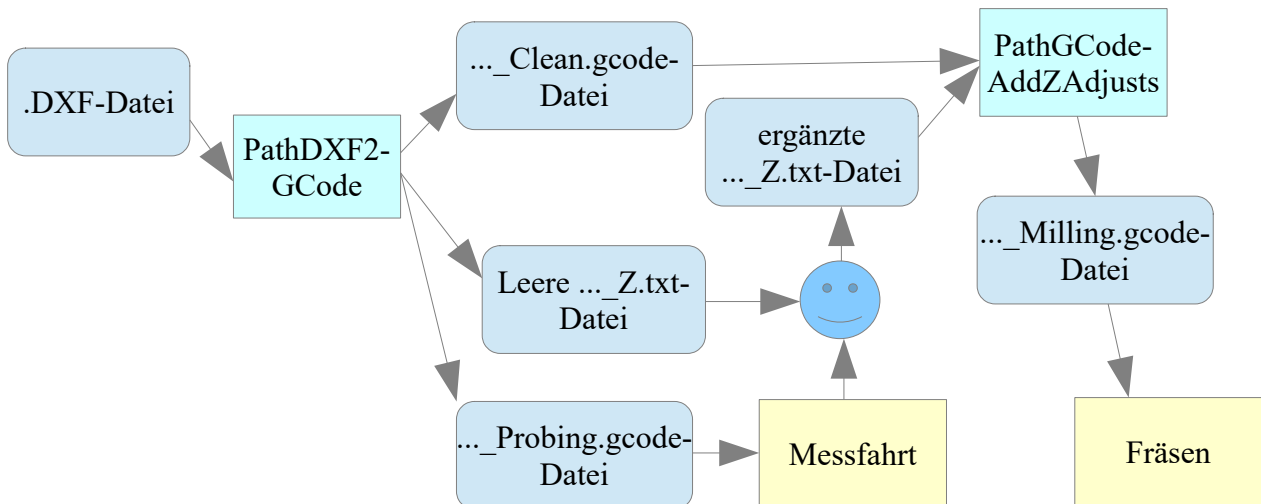 .DXF-Datei
PathDXF2-
GCode
..._Clean.gcode-
Datei
Leere ..._Z.txt-
Datei
..._Probing.gcode-
Datei
ergänzte
..._Z.txt-Datei
Messfahrt
PathGCode-
AddZAdjusts
..._Milling.gcode-
Datei
Fräsen